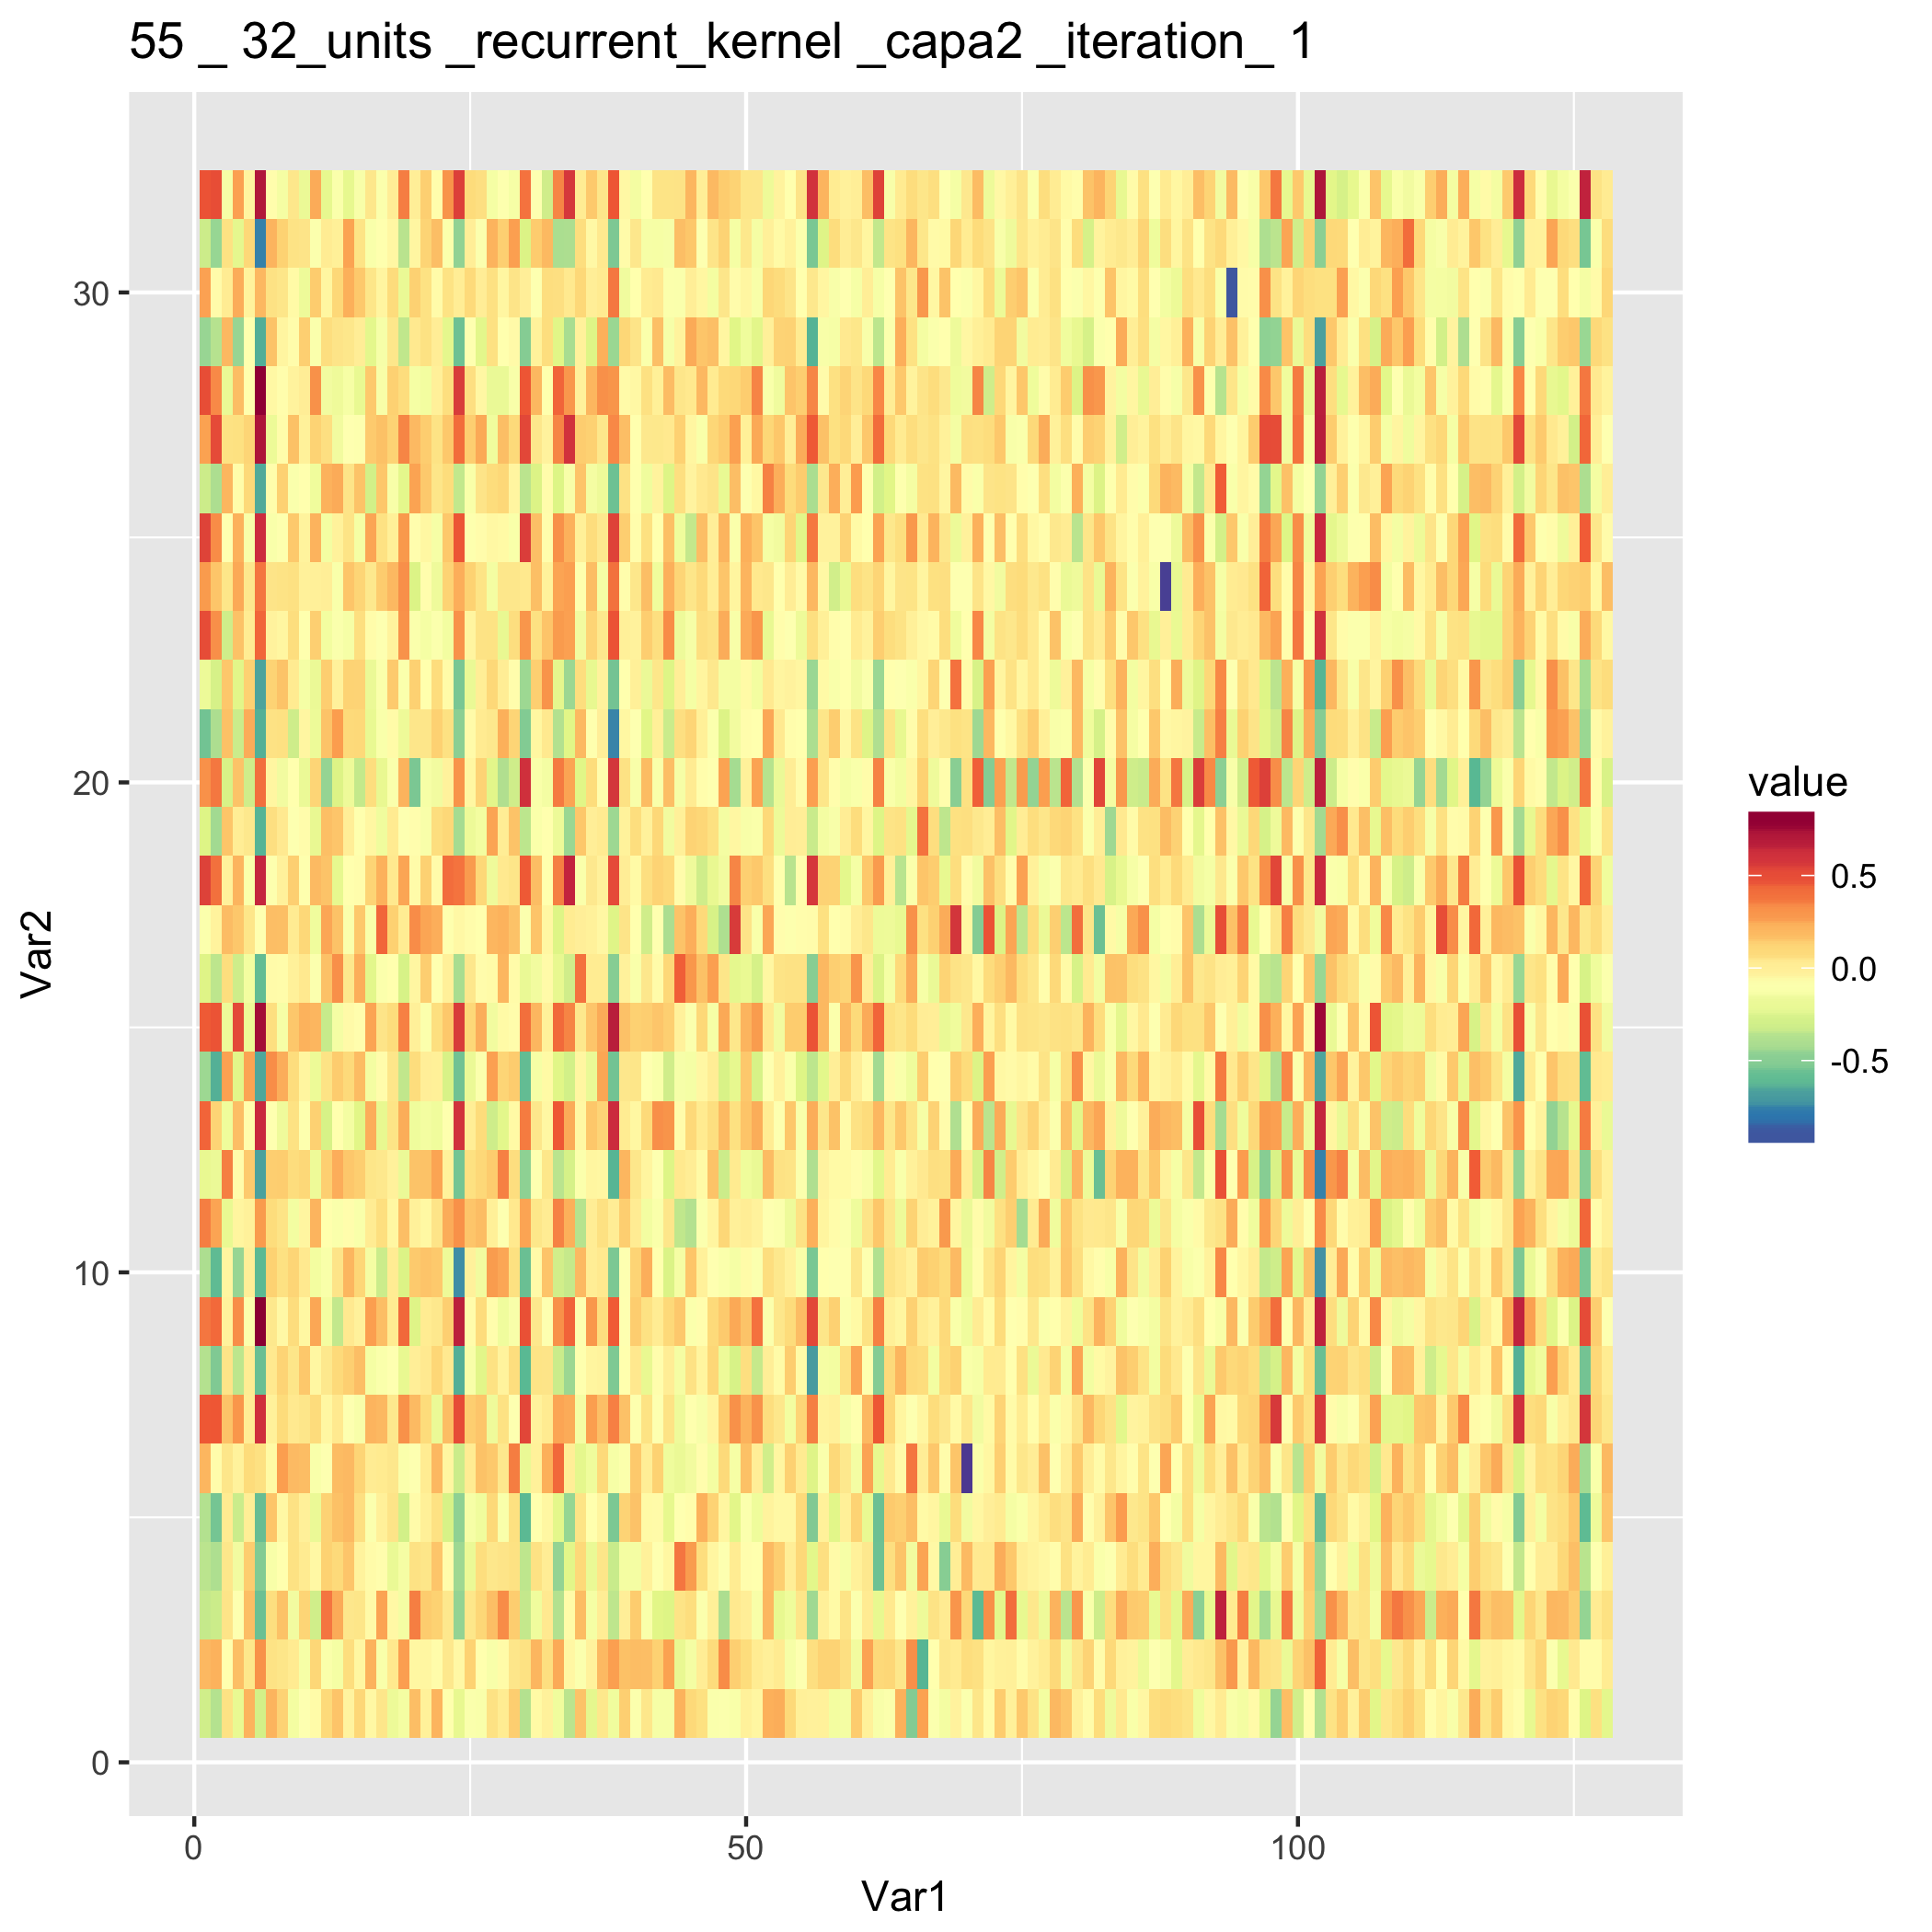 55 _ 32_units _recurrent_kernel _capa2 _iteration_ 1
30
20
10
0
Var2
0 50 100
Var1
value
0.5
0.0
-0.5